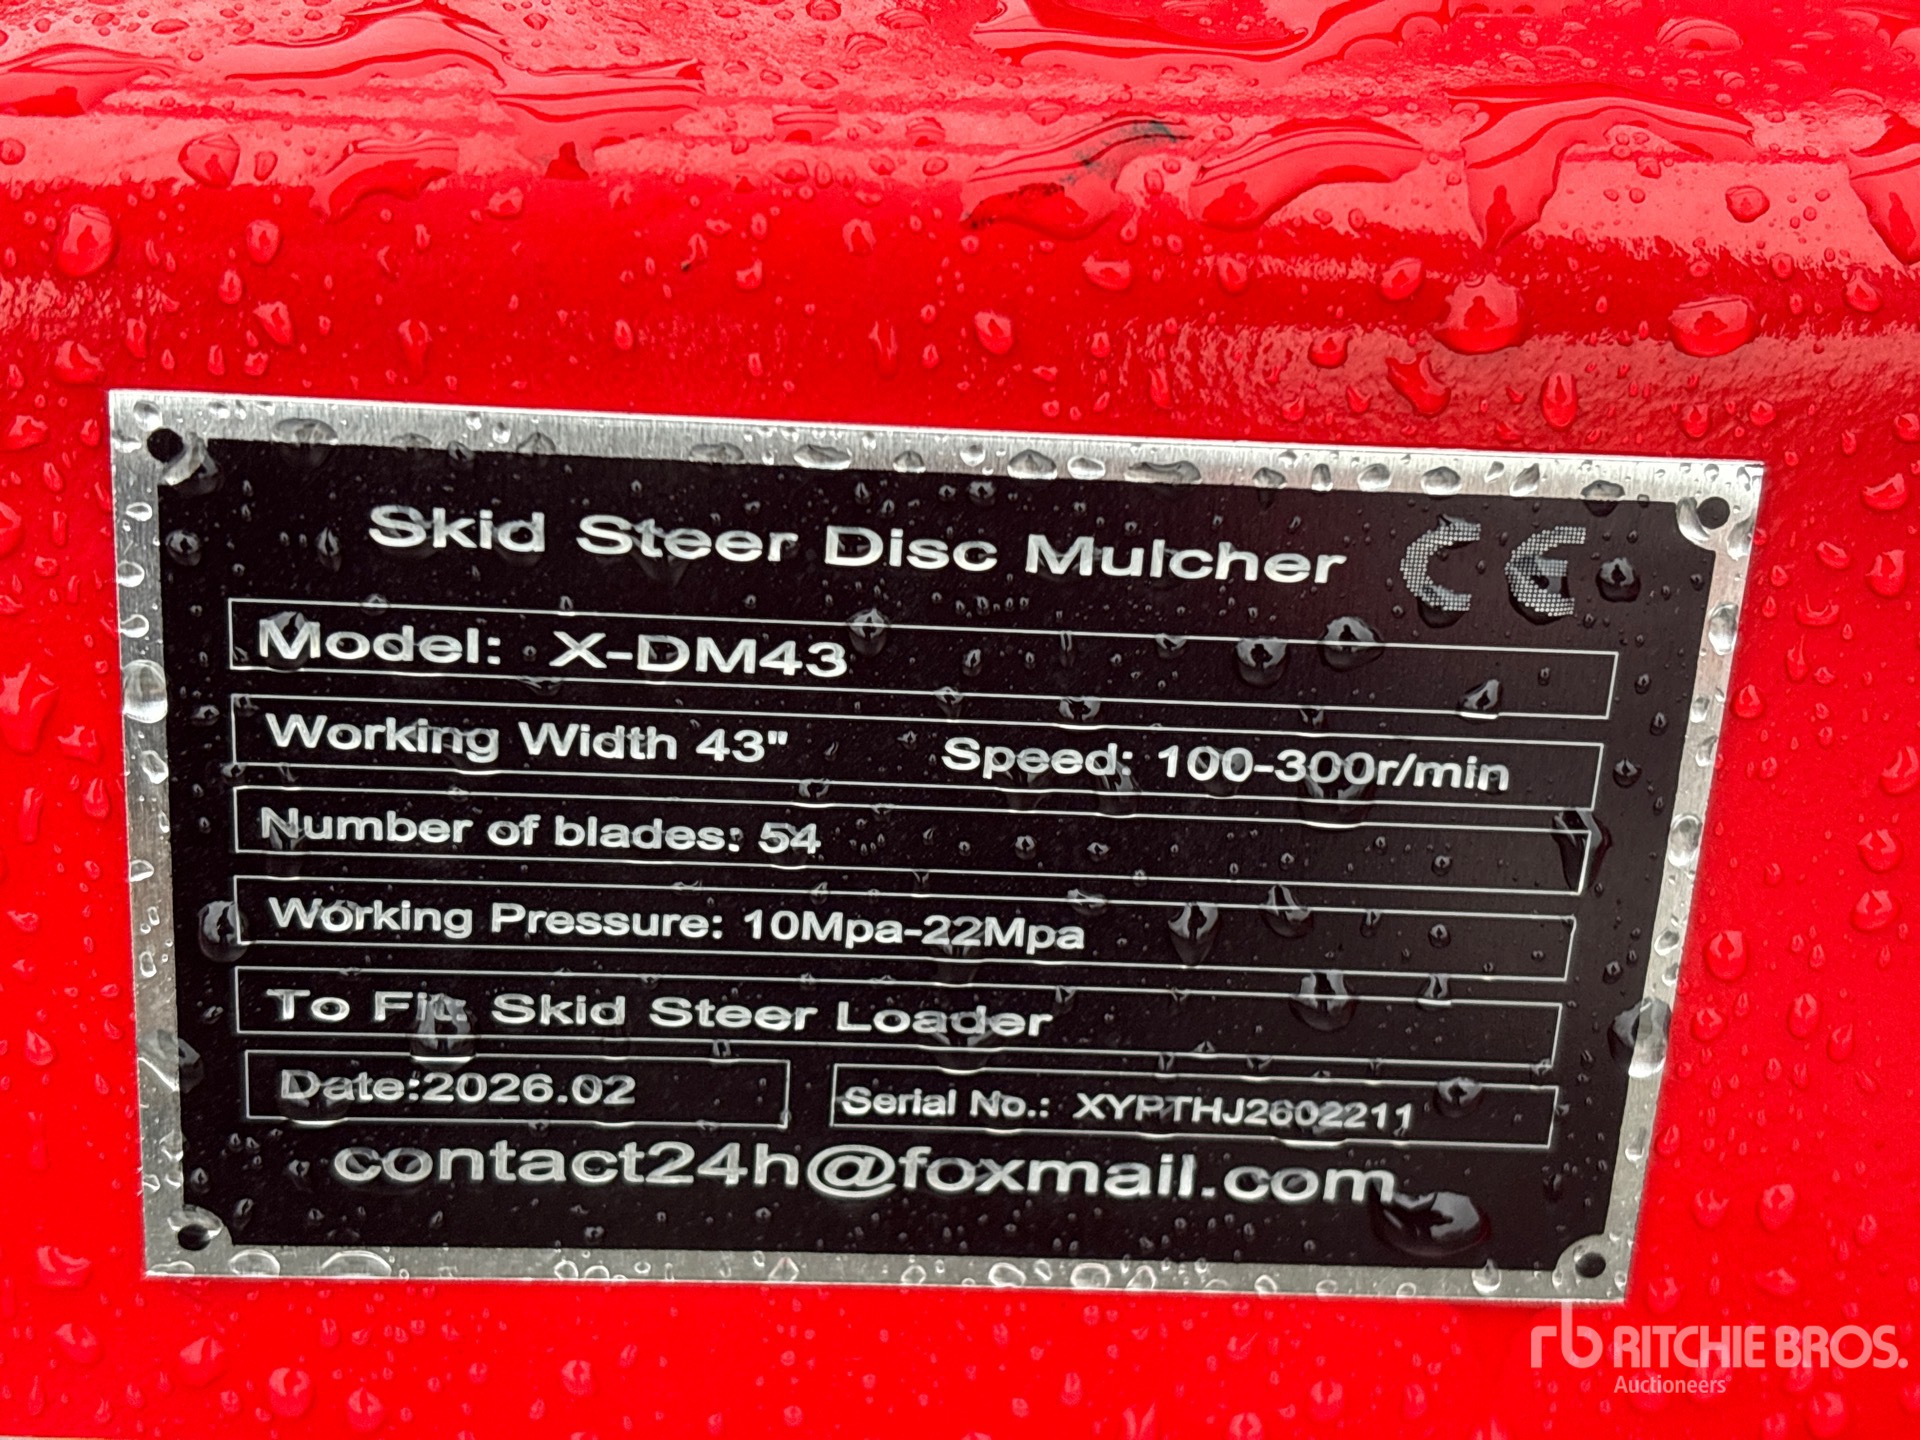 Skid Steer Disc Mulcher CE
Model: X-DM43
Working Width 43" Speed: 100-300r/min
Number of blades: 54
Working Pressure: 10Mpa-22Mpa
To Fit: Skid Steer Loader
Date:2026.02 Serial No.: XYPTHJ2602211
contact24h@foxmail.com
rb RITCHIE BROS.
Auctioneers